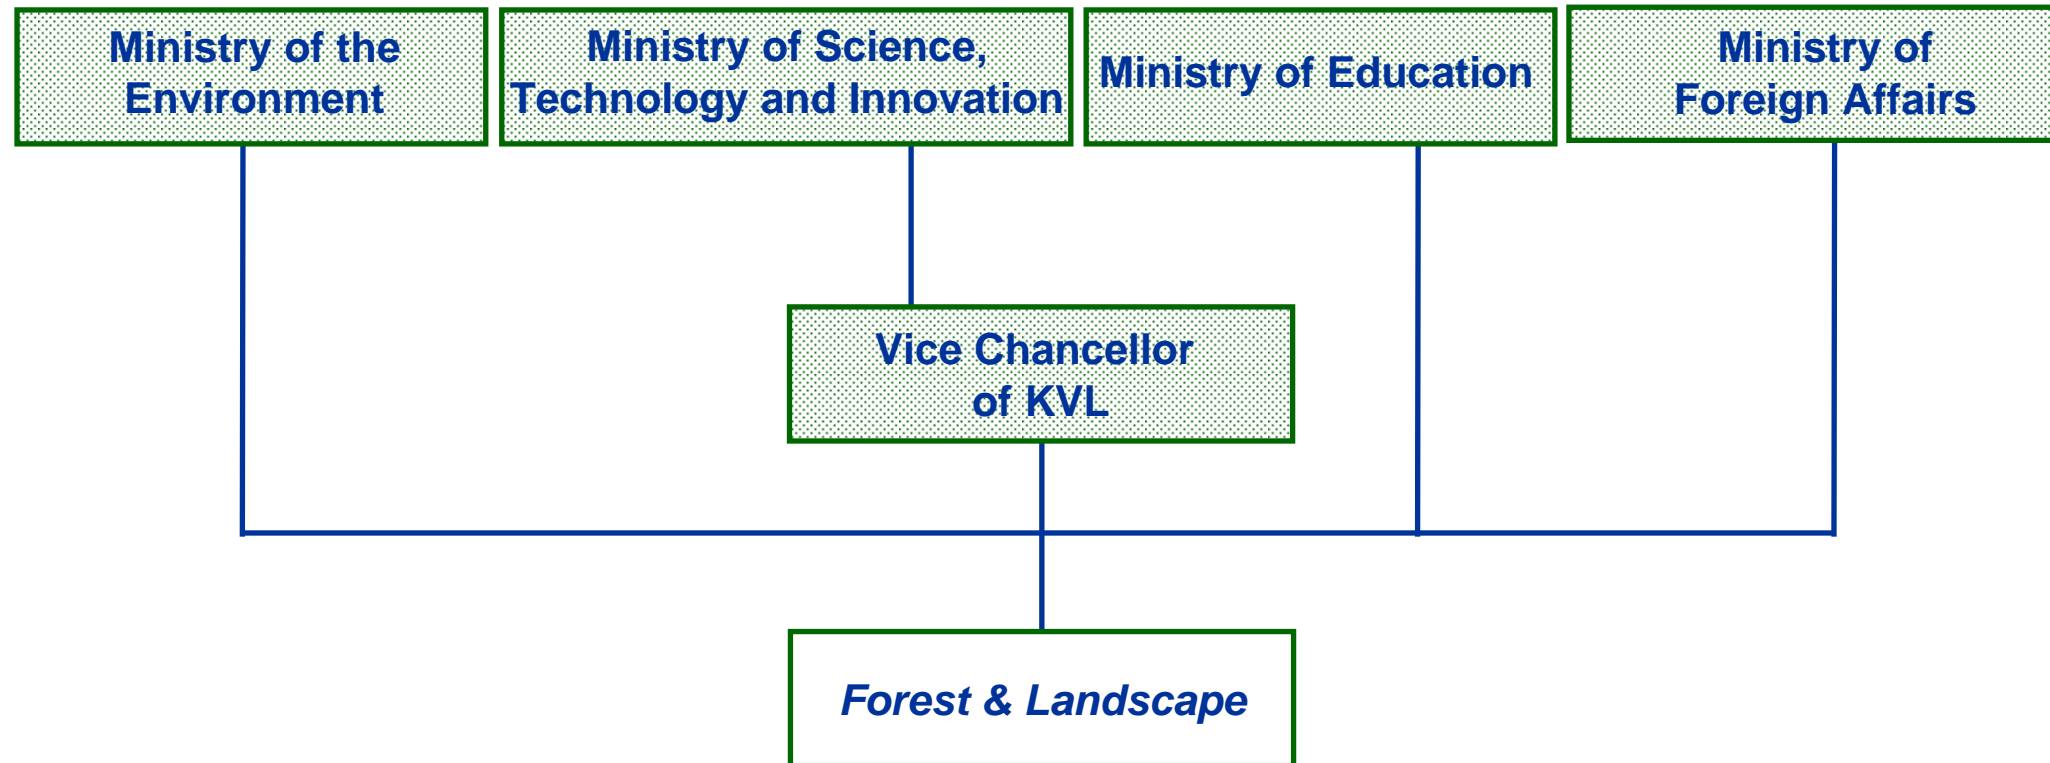 Ministry of the
Environment
Ministry of Science,
Technology and Innovation
Ministry of Education
Ministry of
Foreign Affairs
Vice Chancellor
of KVL
Forest & Landscape